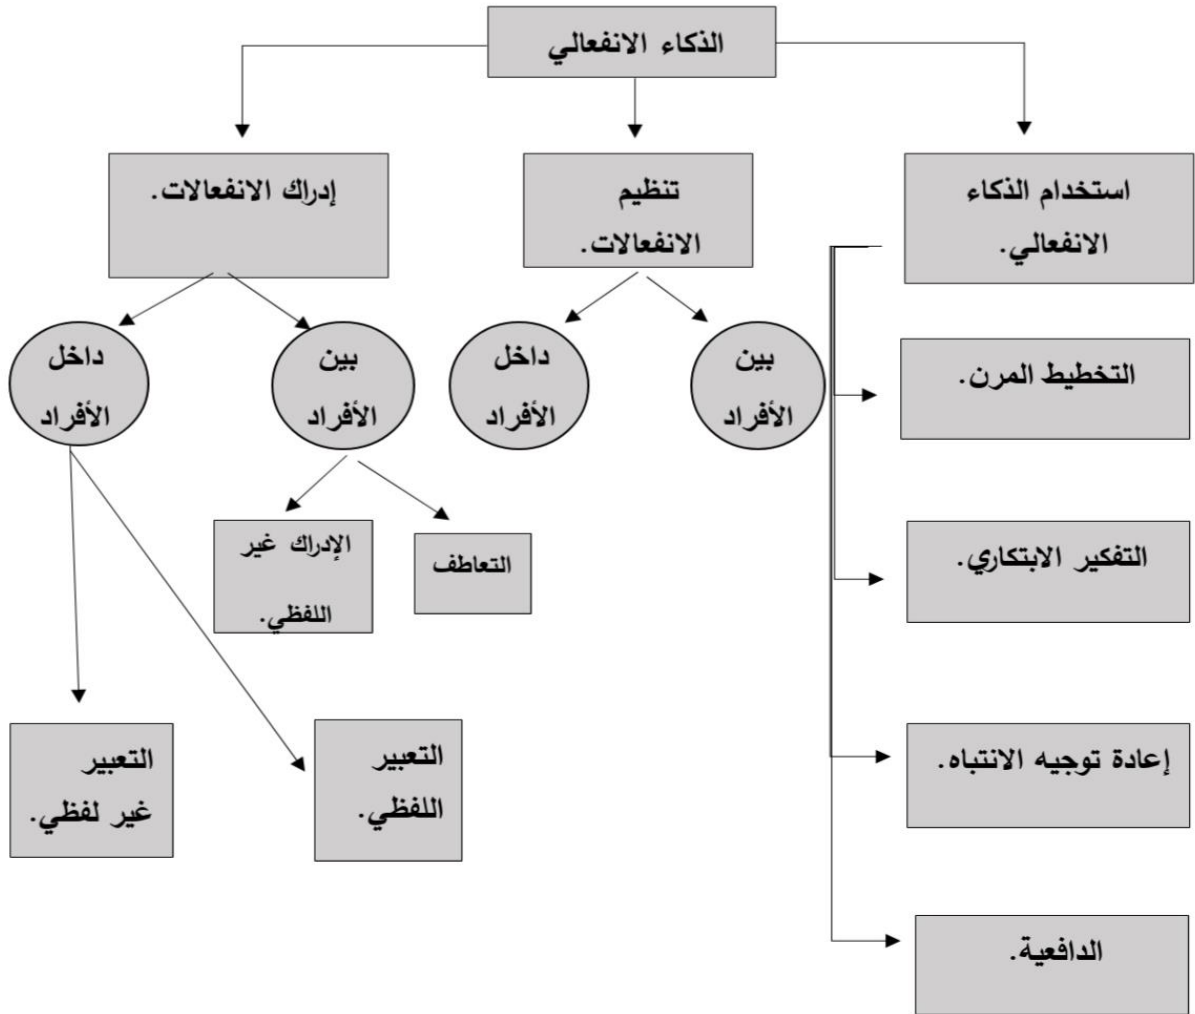 الذكاء الانفعالي
استخدام الذكاء
الانفعالي.
تنظيم
الانفعالات.
إدراك الانفعالات.
بين
الأفراد
داخل
الأفراد
بين
الأفراد
داخل
الأفراد
التخطيط المرن.
التفكير الابتكاري.
إعادة توجيه الانتباه.
الدافعية.
التعاطف
الإدراك غير
اللفظي.
التعبير
اللفظي.
التعبير
غير لفظي.